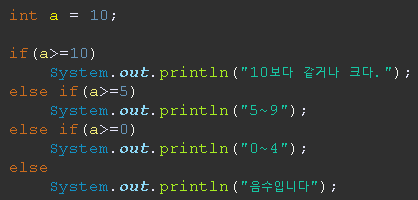 int a = 10;
if(a>=10)
System.out.println("10보다 같거나 크다.");
else if(a>=5)
System.out.println("5~9");
else if(a>=0)
System.out.println("0~4");
else
System.out.println("음수입니다");